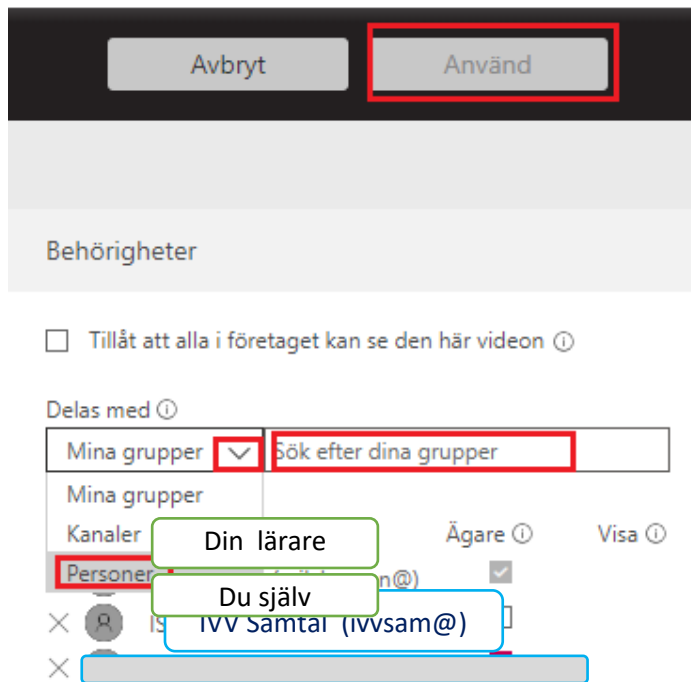 Avbryt Använd
Behörigheter
Tillåt att alla i företaget kan se den här videon
Delas med
Mina grupper Sök efter dina grupper
Mina grupper
Kanaler Din lärare Ägare Visa
Personer n@)
Du själv
IS IVV Samtal (ivvsam@)